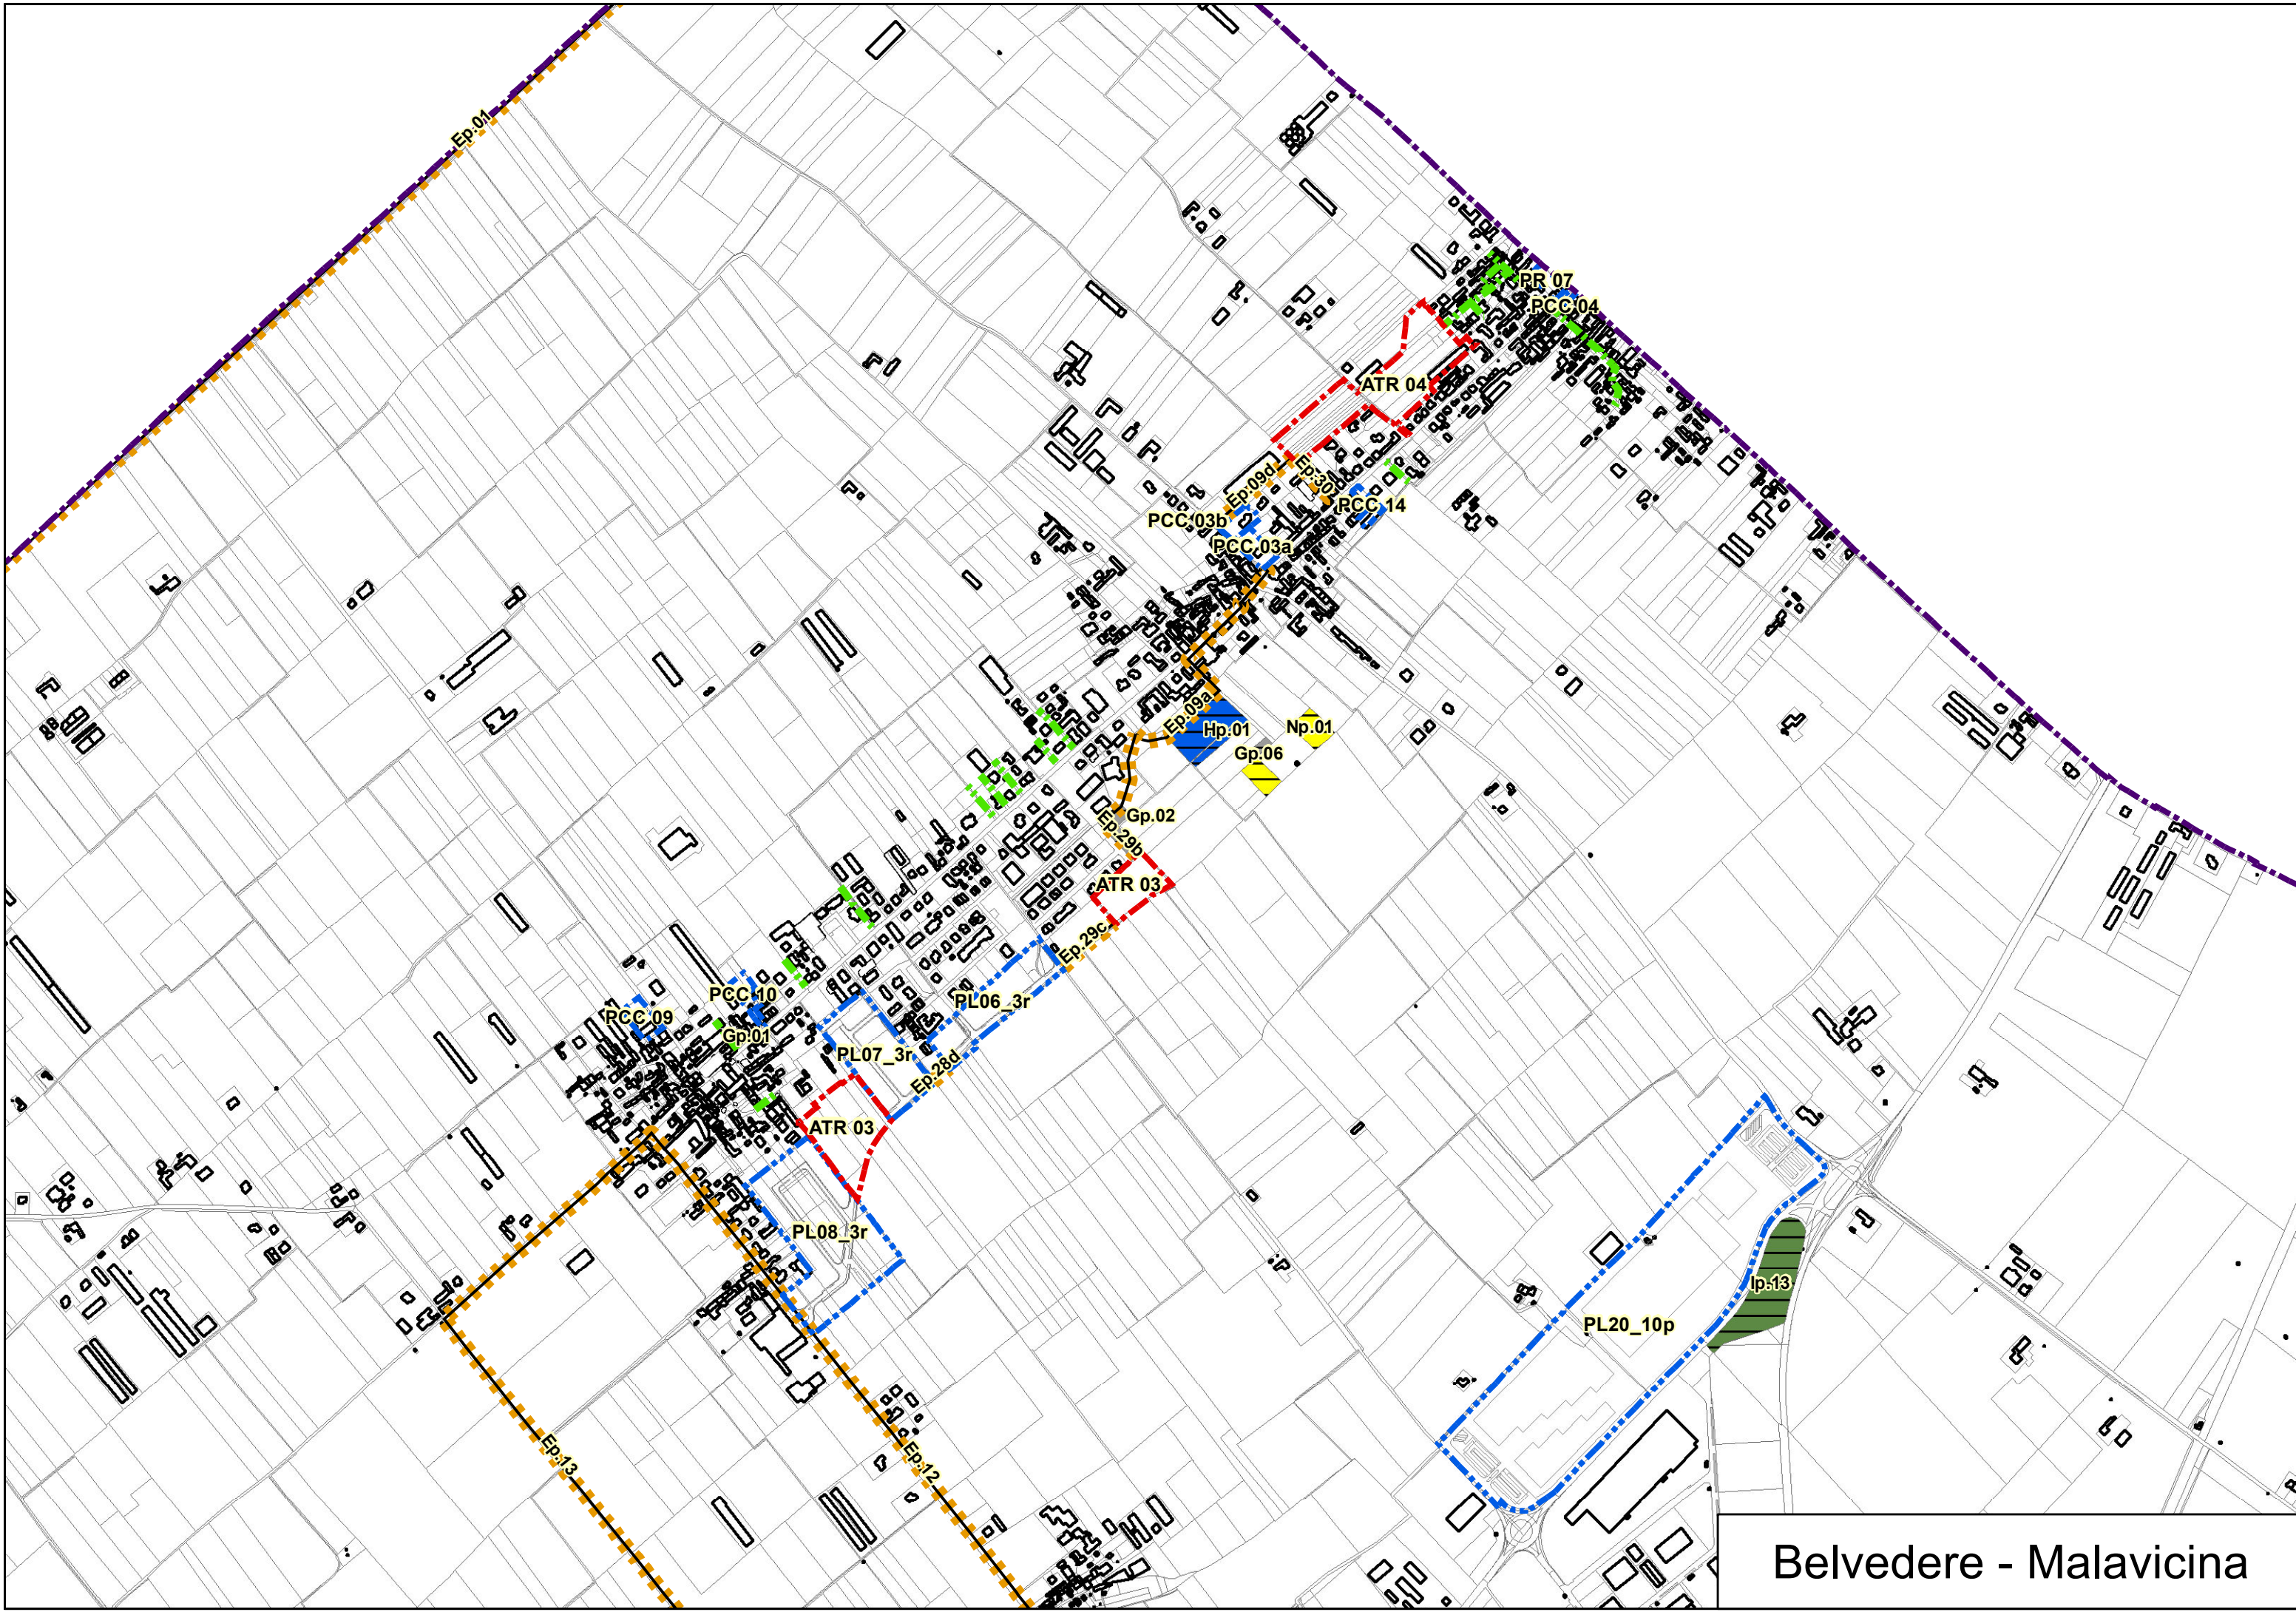 Ep.01
PR 07
PCC 04
ATR 04
Ep.09d
Ep.30
PCC 14
PCC 03b
PCC 03a
Ep.09a
Hp.01
Np.01
Gp.06
Gp.02
Ep.29b
ATR 03
Ep.29c
PCC 10
PL06_3r
PCC 09
Gp.01
PL07_3r
Ep.28d
ATR 03
PL08_3r
Ip.13
PL20_10p
Ep.13
Ep.12
Belvedere - Malavicina